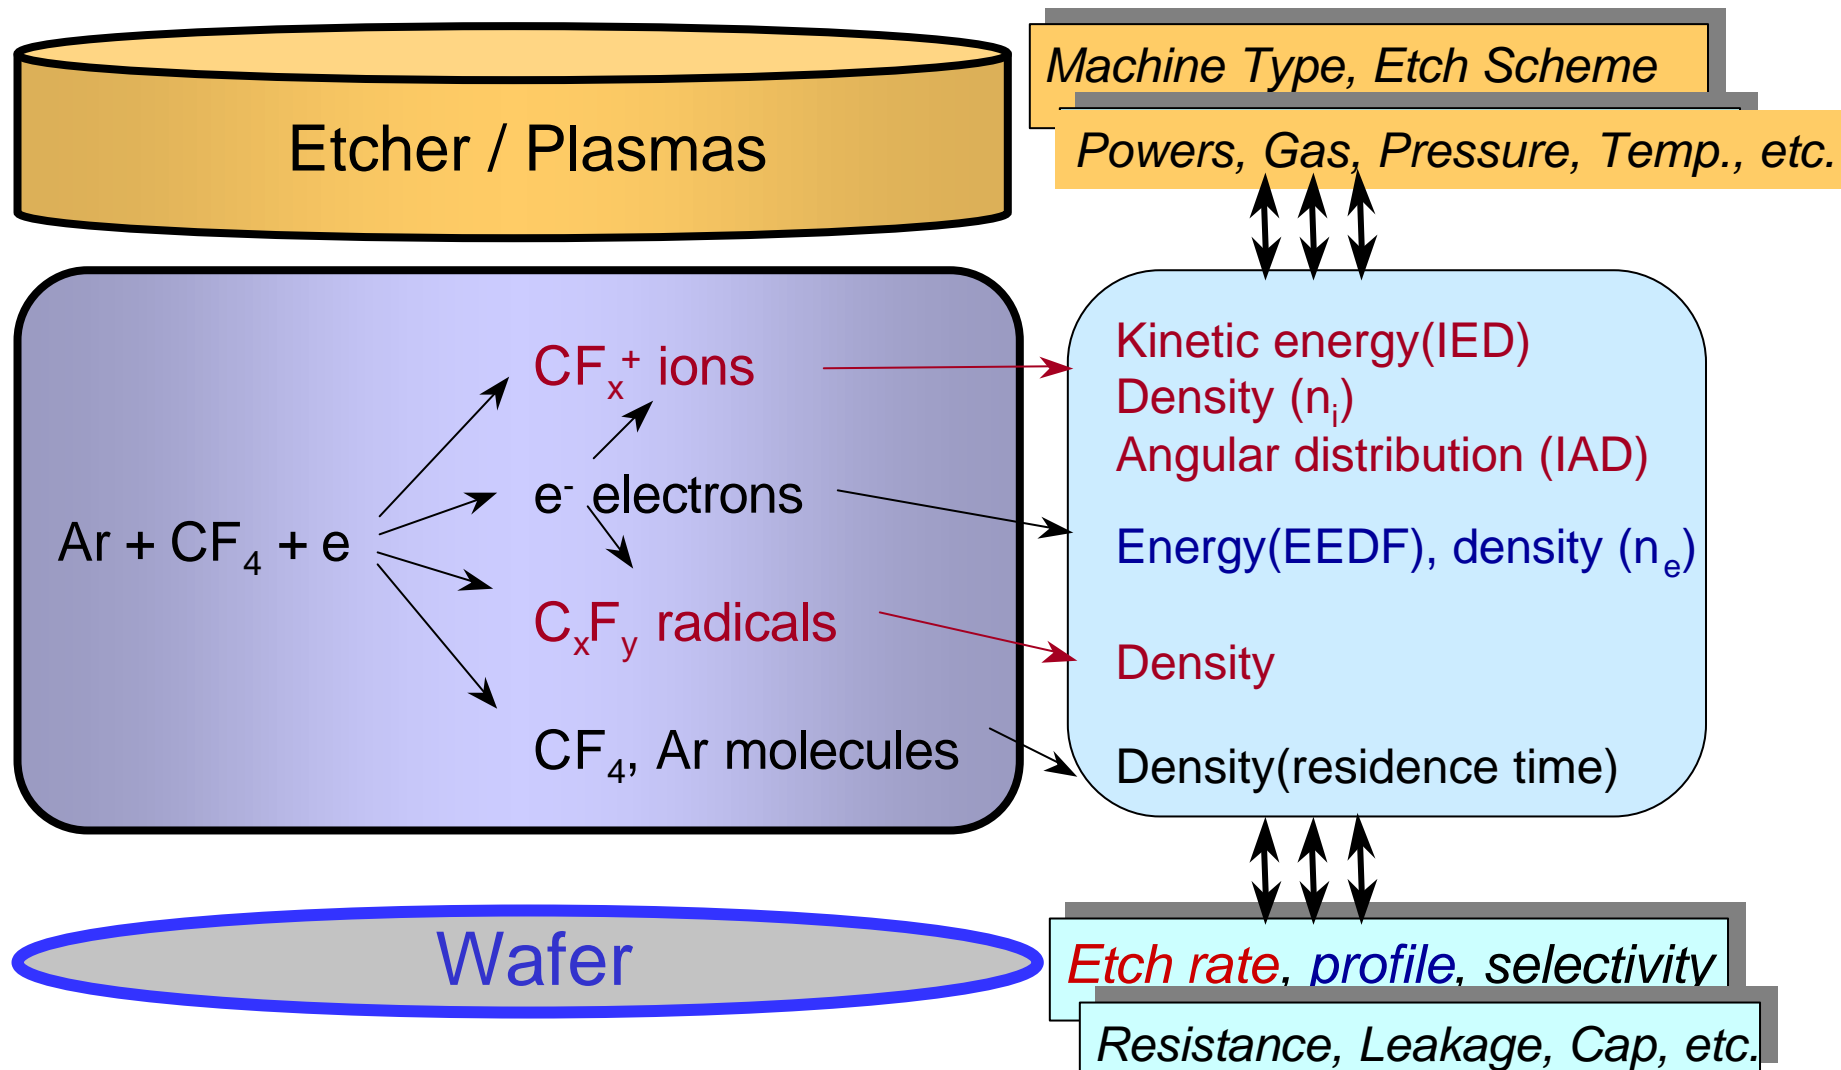 Etcher / Plasmas
Machine Type, Etch Scheme
Powers, Gas, Pressure, Temp., etc.
Ar + CF₄ + e
CFₓ⁺ ions
e⁻ electrons
CₓFᵧ radicals
CF₄, Ar molecules
Kinetic energy(IED)
Density (nᵢ)
Angular distribution (IAD)
Energy(EEDF), density (nₑ)
Density
Density(residence time)
Wafer
Etch rate, profile, selectivity
Resistance, Leakage, Cap, etc.